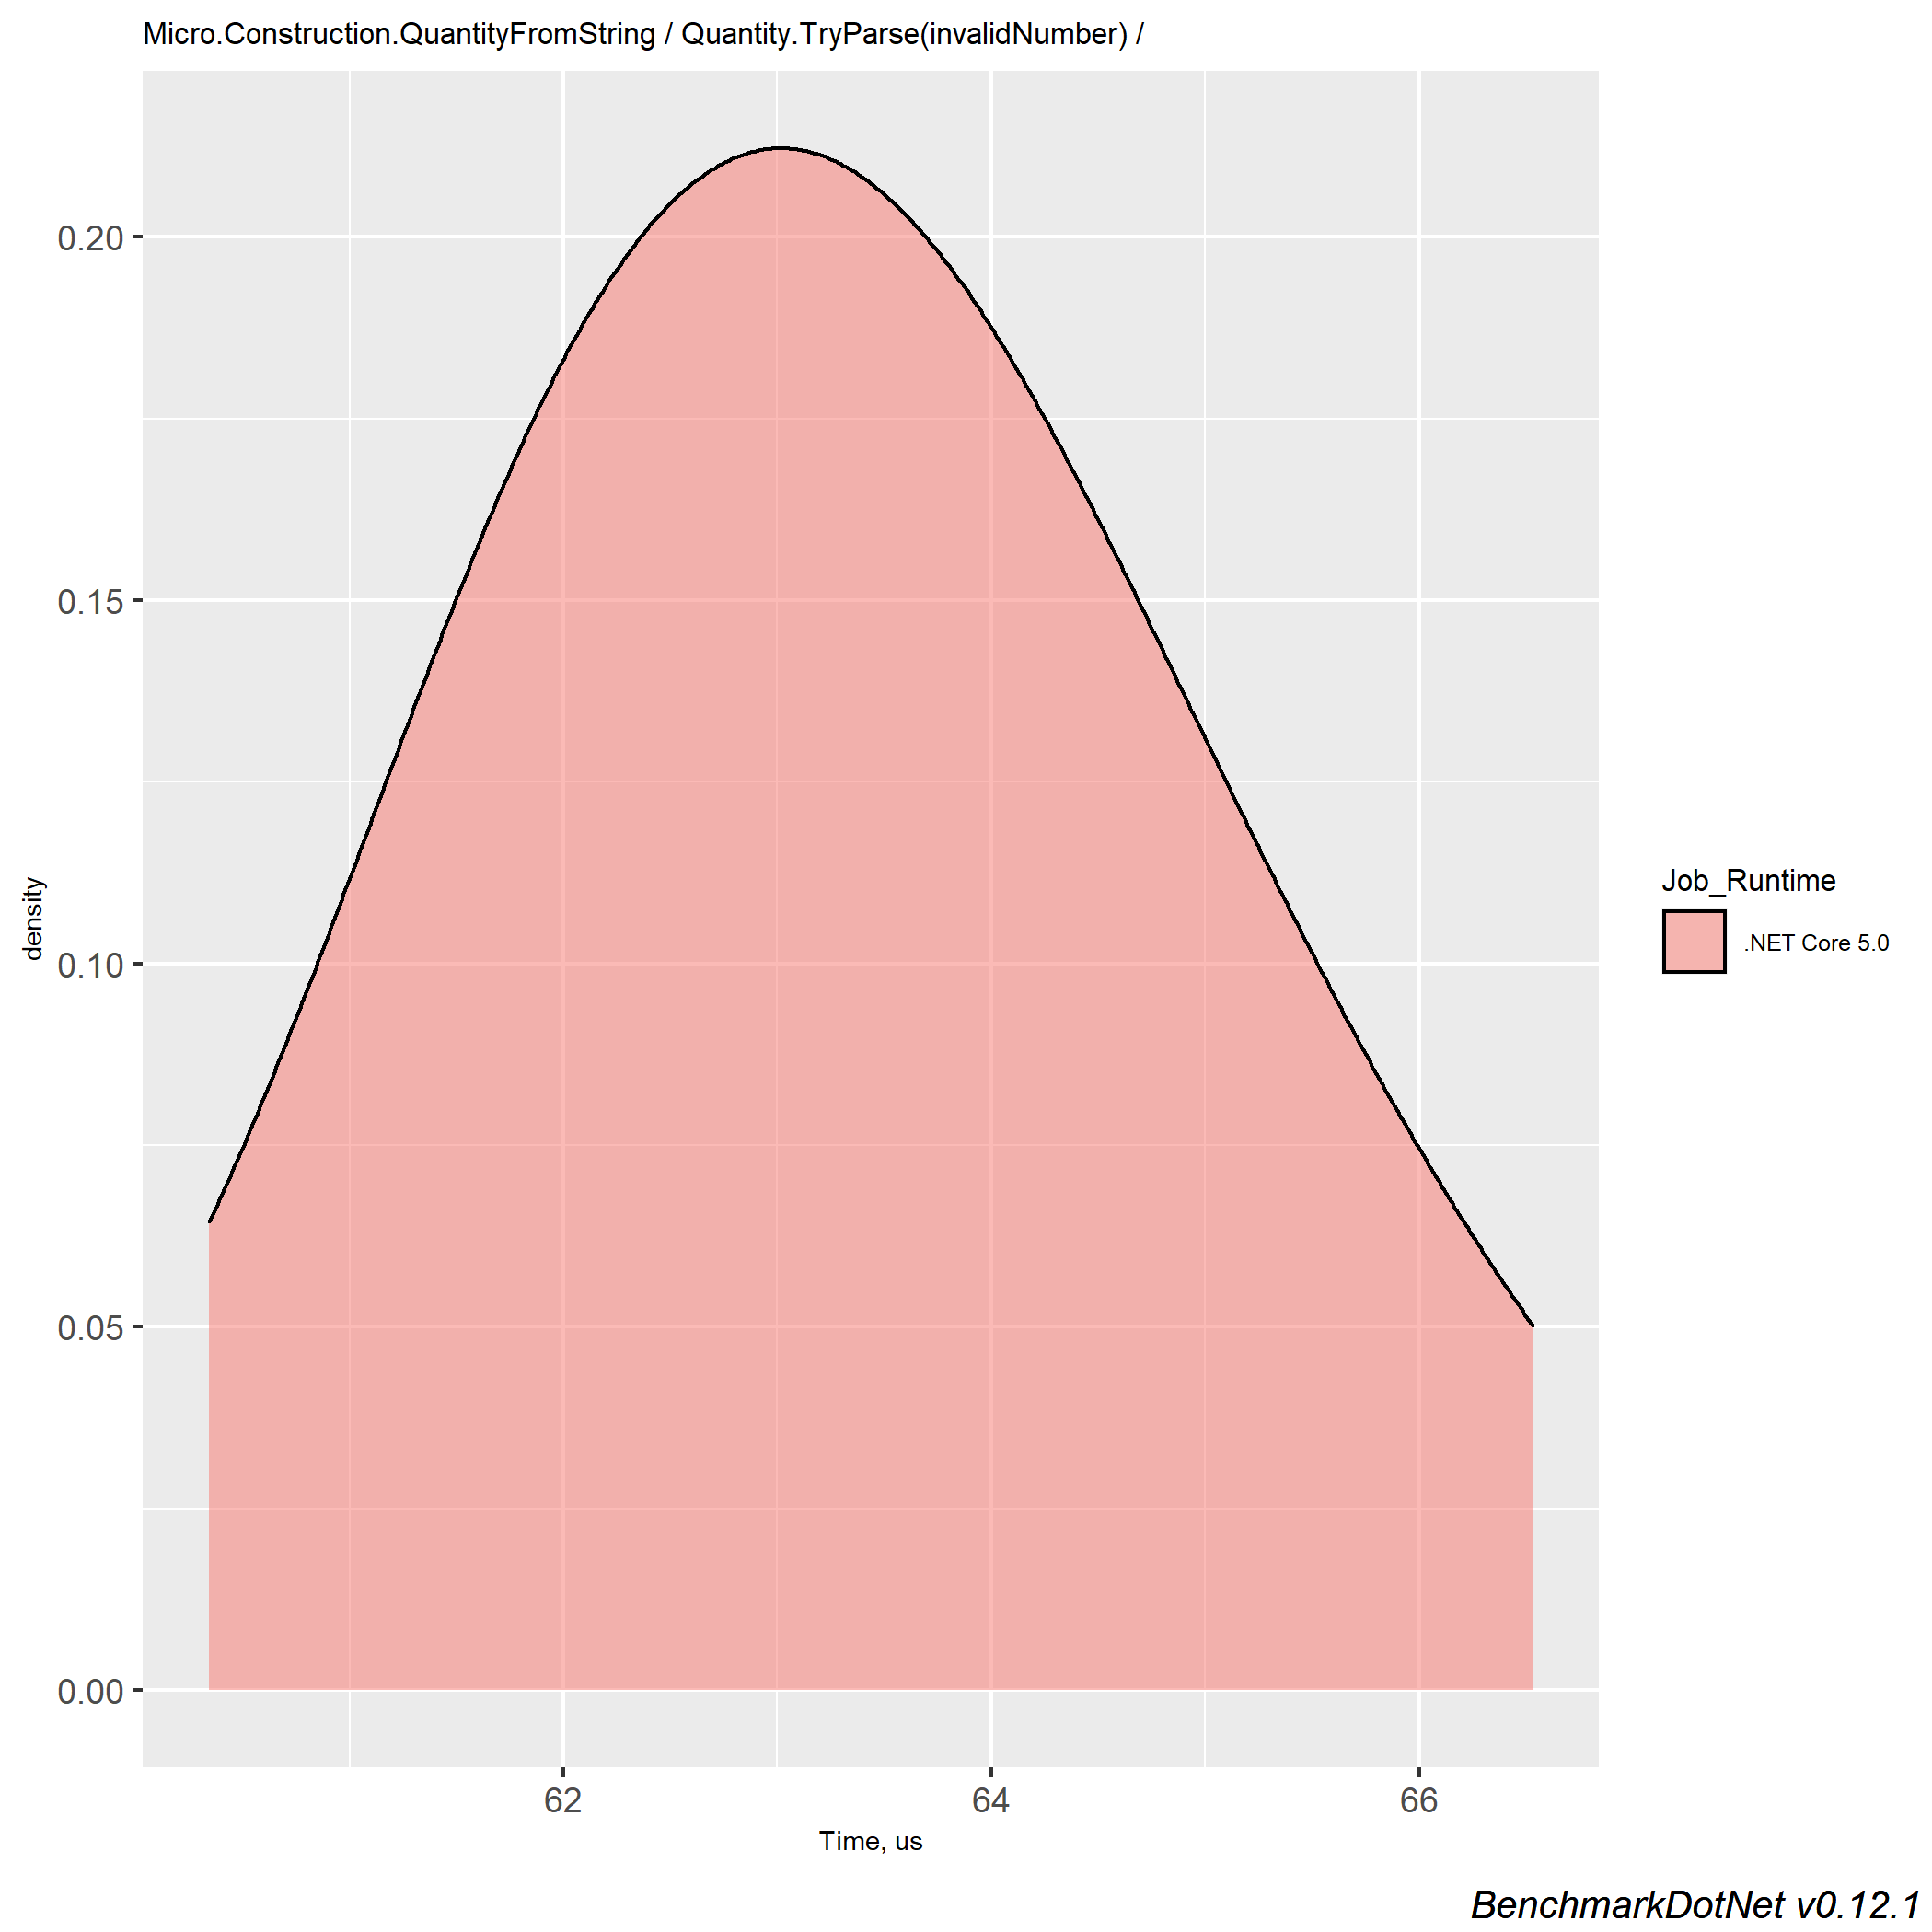 Micro.Construction.QuantityFromString / Quantity.TryParse(invalidNumber) /
0.20
0.15
0.10
0.05
0.00
density
62 64 66
Time, us
Job_Runtime
.NET Core 5.0
BenchmarkDotNet v0.12.1